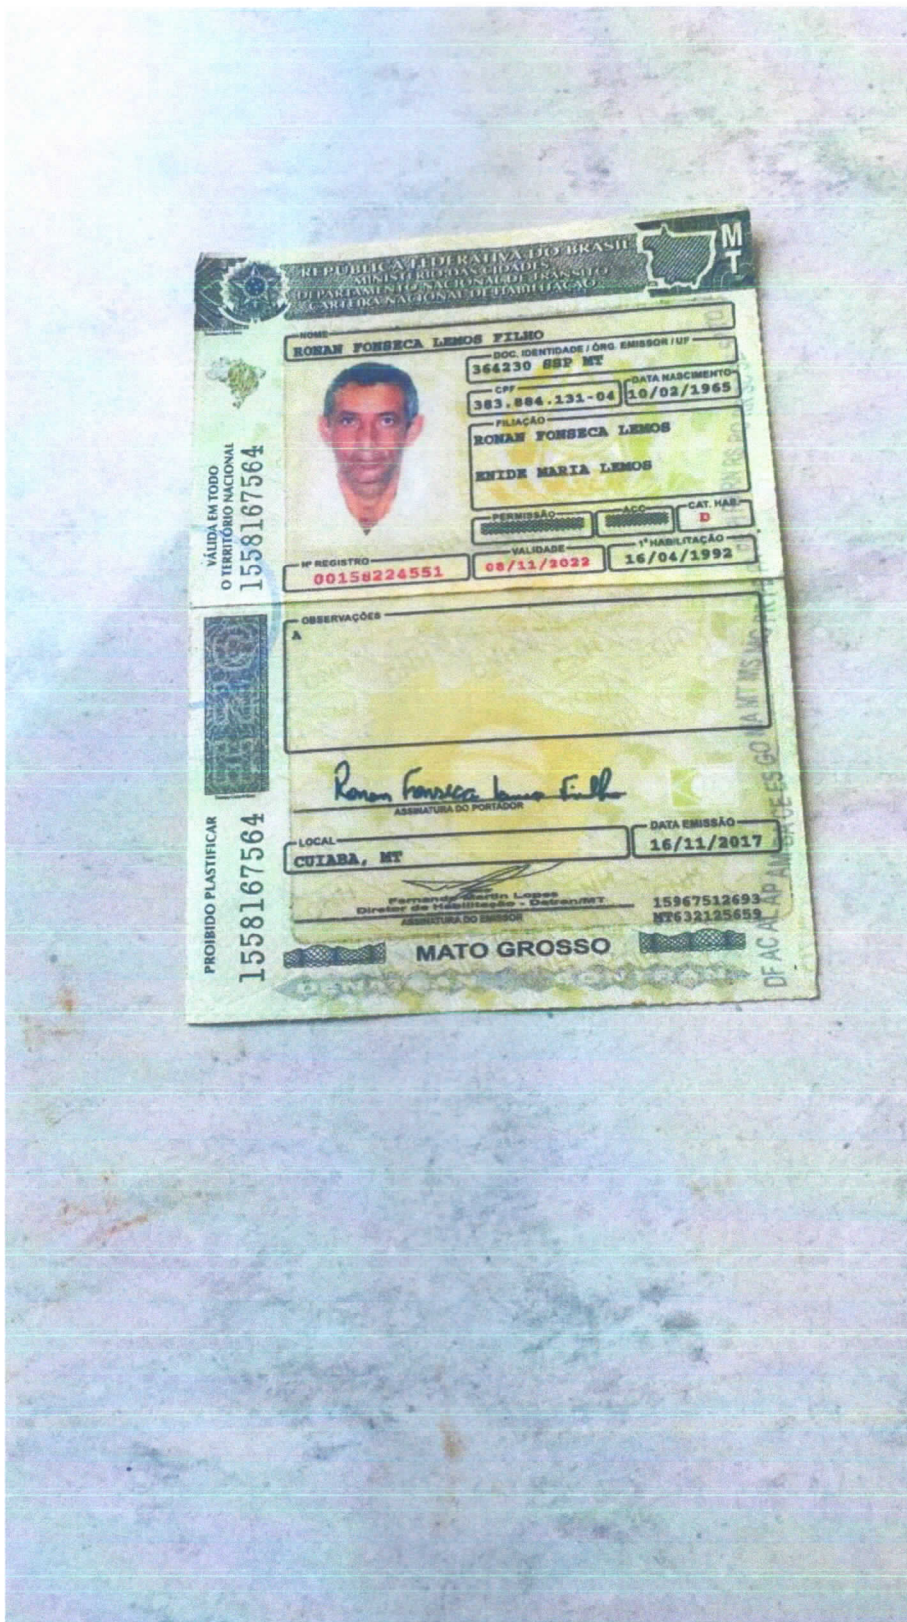 REPÚBLICA FEDERATIVA DO BRASIL
MINISTÉRIO DAS CIDADES
DEPARTAMENTO NACIONAL DE TRÂNSITO
CARTEIRA NACIONAL DE HABILITAÇÃO
MT
NOME
RONAN FONSECA LEMOS FILHO
DOC. IDENTIDADE / ÓRG. EMISSOR / UF
364230 SSP MT
CPF
383.884.131-04
DATA NASCIMENTO
10/02/1965
FILIAÇÃO
RONAN FONSECA LEMOS
ENIDE MARIA LEMOS
PERMISSÃO
ACC
CAT. HAB.
D
Nº REGISTRO
00158224551
VALIDADE
08/11/2022
1ª HABILITAÇÃO
16/04/1992
VÁLIDA EM TODO
O TERRITÓRIO NACIONAL
1558167564
OBSERVAÇÕES
A
Ronan Fonseca Lemos Filho
ASSINATURA DO PORTADOR
LOCAL
CUIABA, MT
DATA EMISSÃO
16/11/2017
Fernando Martin Lopes
Diretor de Habilitação - Detran/MT
ASSINATURA DO EMISSOR
15967512693
MT632125659
PROIBIDO PLASTIFICAR
1558167564
MATO GROSSO
DENATRAN CONTRAN